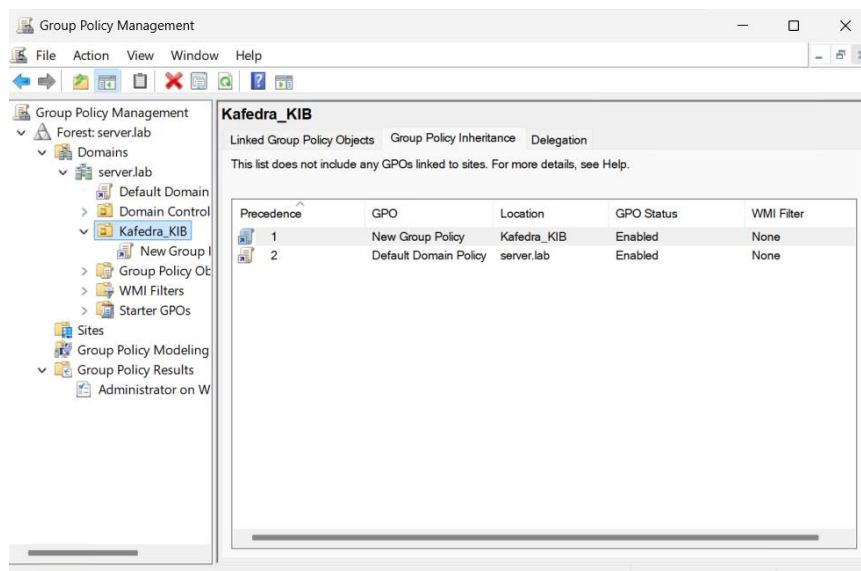 Group Policy Management
File Action View Window Help
Group Policy Management
Forest: server.lab
Domains
server.lab
Default Domain
Domain Control
Kafedra_KIB
New Group I
Group Policy Ob
WMI Filters
Starter GPOs
Sites
Group Policy Modeling
Group Policy Results
Administrator on W
Kafedra_KIB
Linked Group Policy Objects Group Policy Inheritance Delegation
This list does not include any GPOs linked to sites. For more details, see Help.
Precedence GPO Location GPO Status WMI Filter
1 New Group Policy Kafedra_KIB Enabled None
2 Default Domain Policy server.lab Enabled None